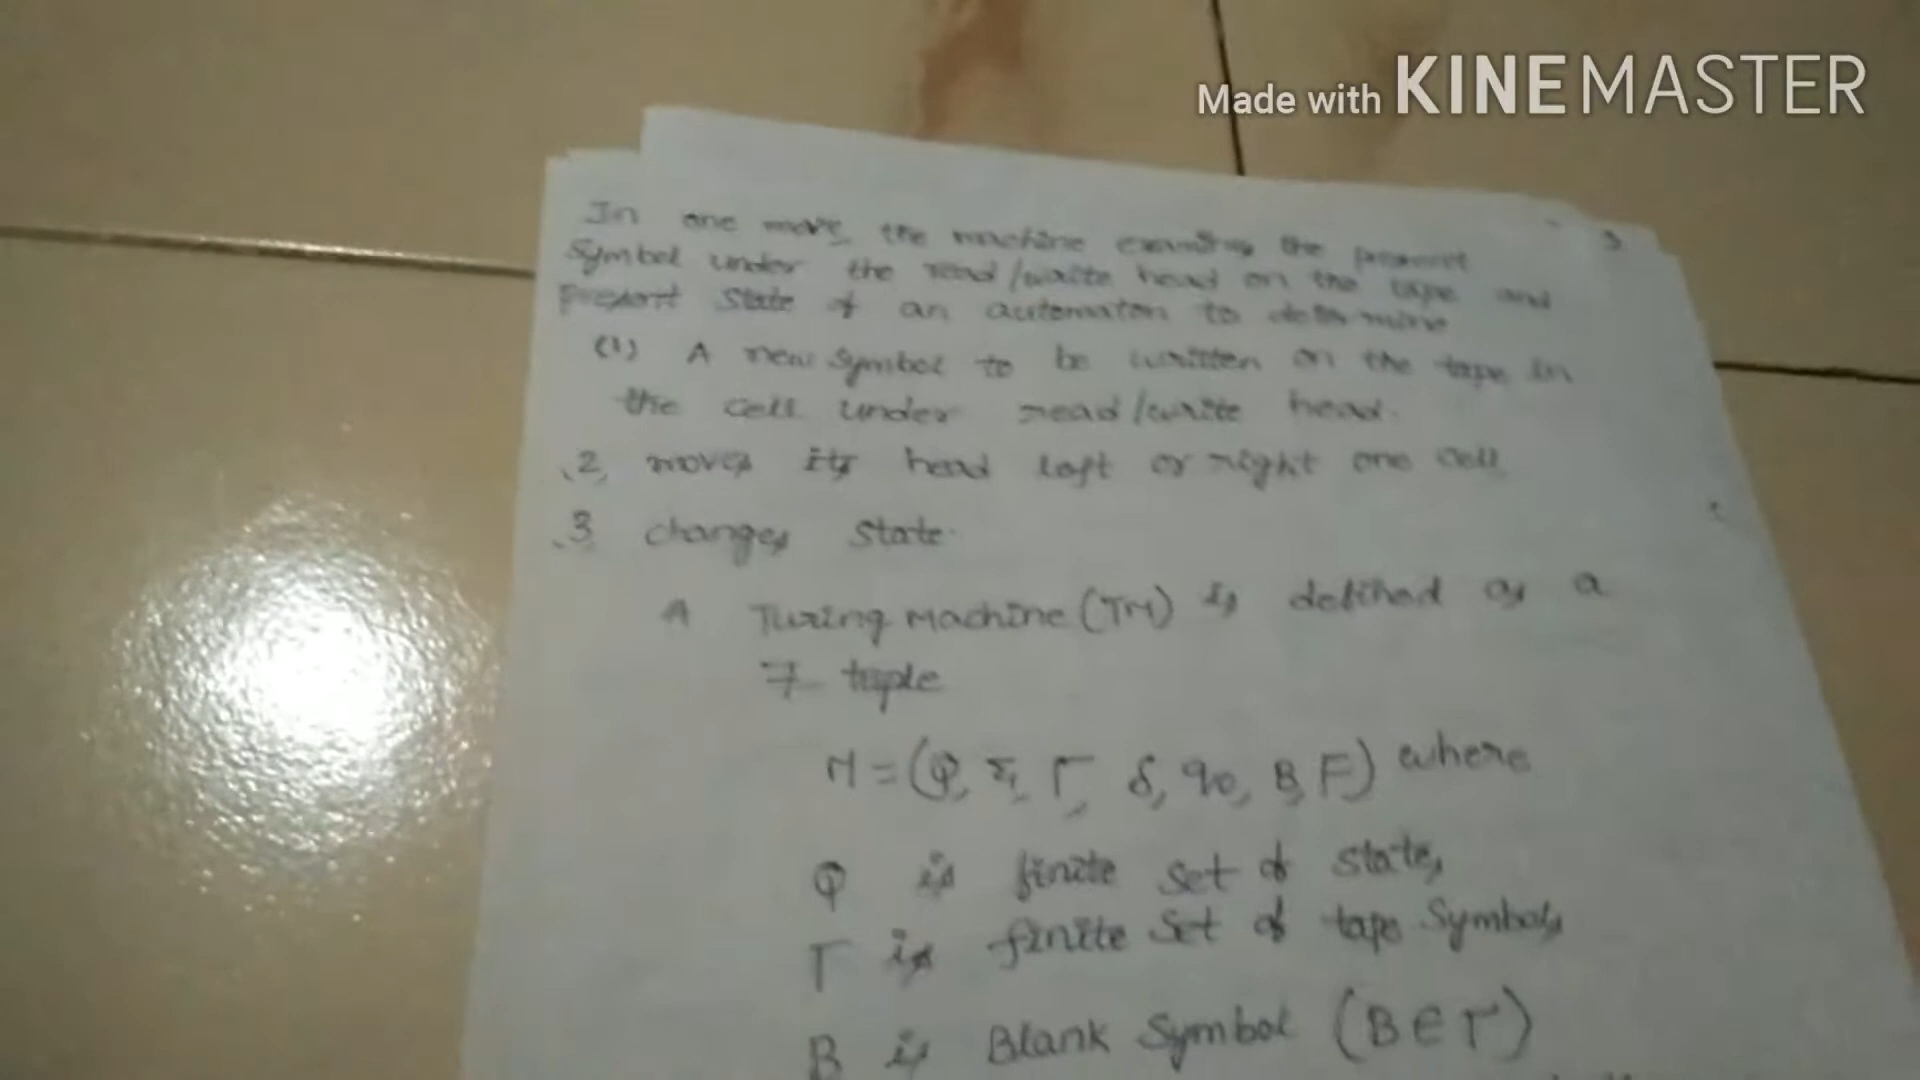 Made with KINEMASTER
In one move, the machine examines the present
Symbol under the read/write head on the tape and
present state of an automaton to determine
(1) A new symbol to be written on the tape in
the cell under read/write head.
2, moves its head left or right one cell
3 changes state.
A Turing Machine (TM) is defined as a
7- tuple
M = (Q, Σ, Γ, δ, q0, B, F) where
Q is finite set of states
Γ is finite set of tape symbols
B is Blank Symbol (B ∈ Γ)